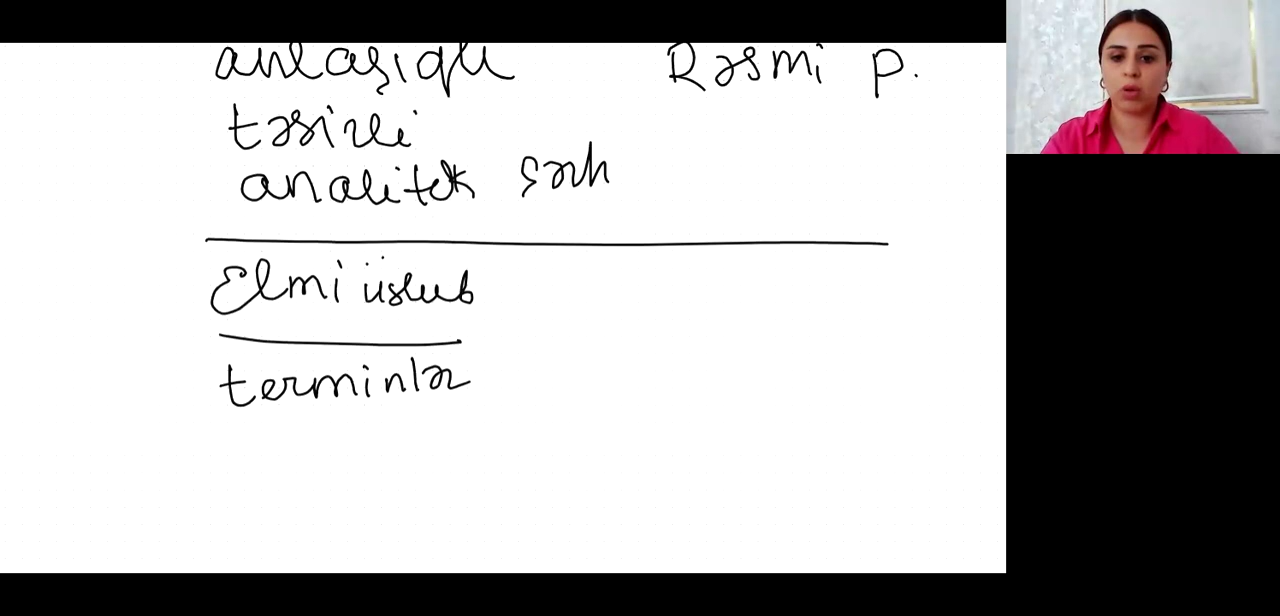 anlaşıqlı Rəsmi p.
təsirli
analitik şərh
Elmi üslub
terminlər